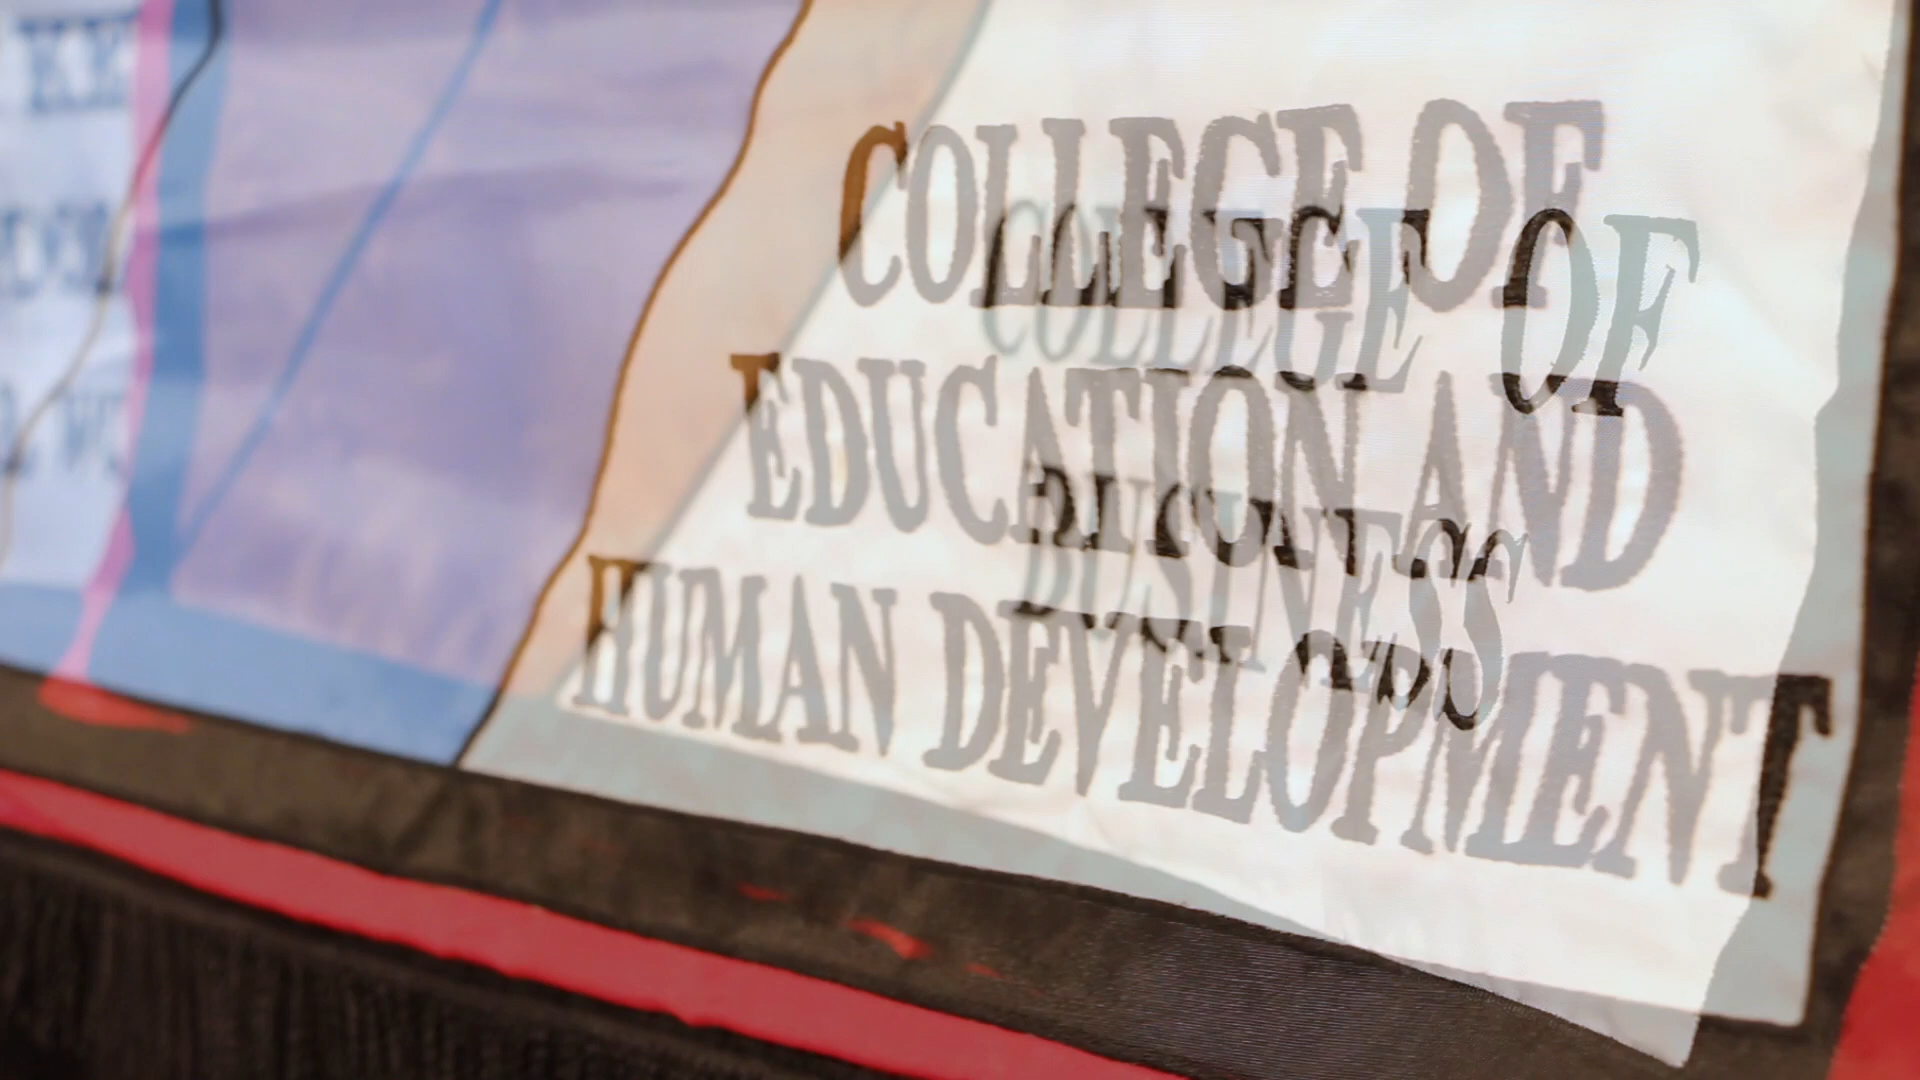 COLLEGE OF
EDUCATION AND
HUMAN DEVELOPMENT
COLLEGE OF
BUSINESS